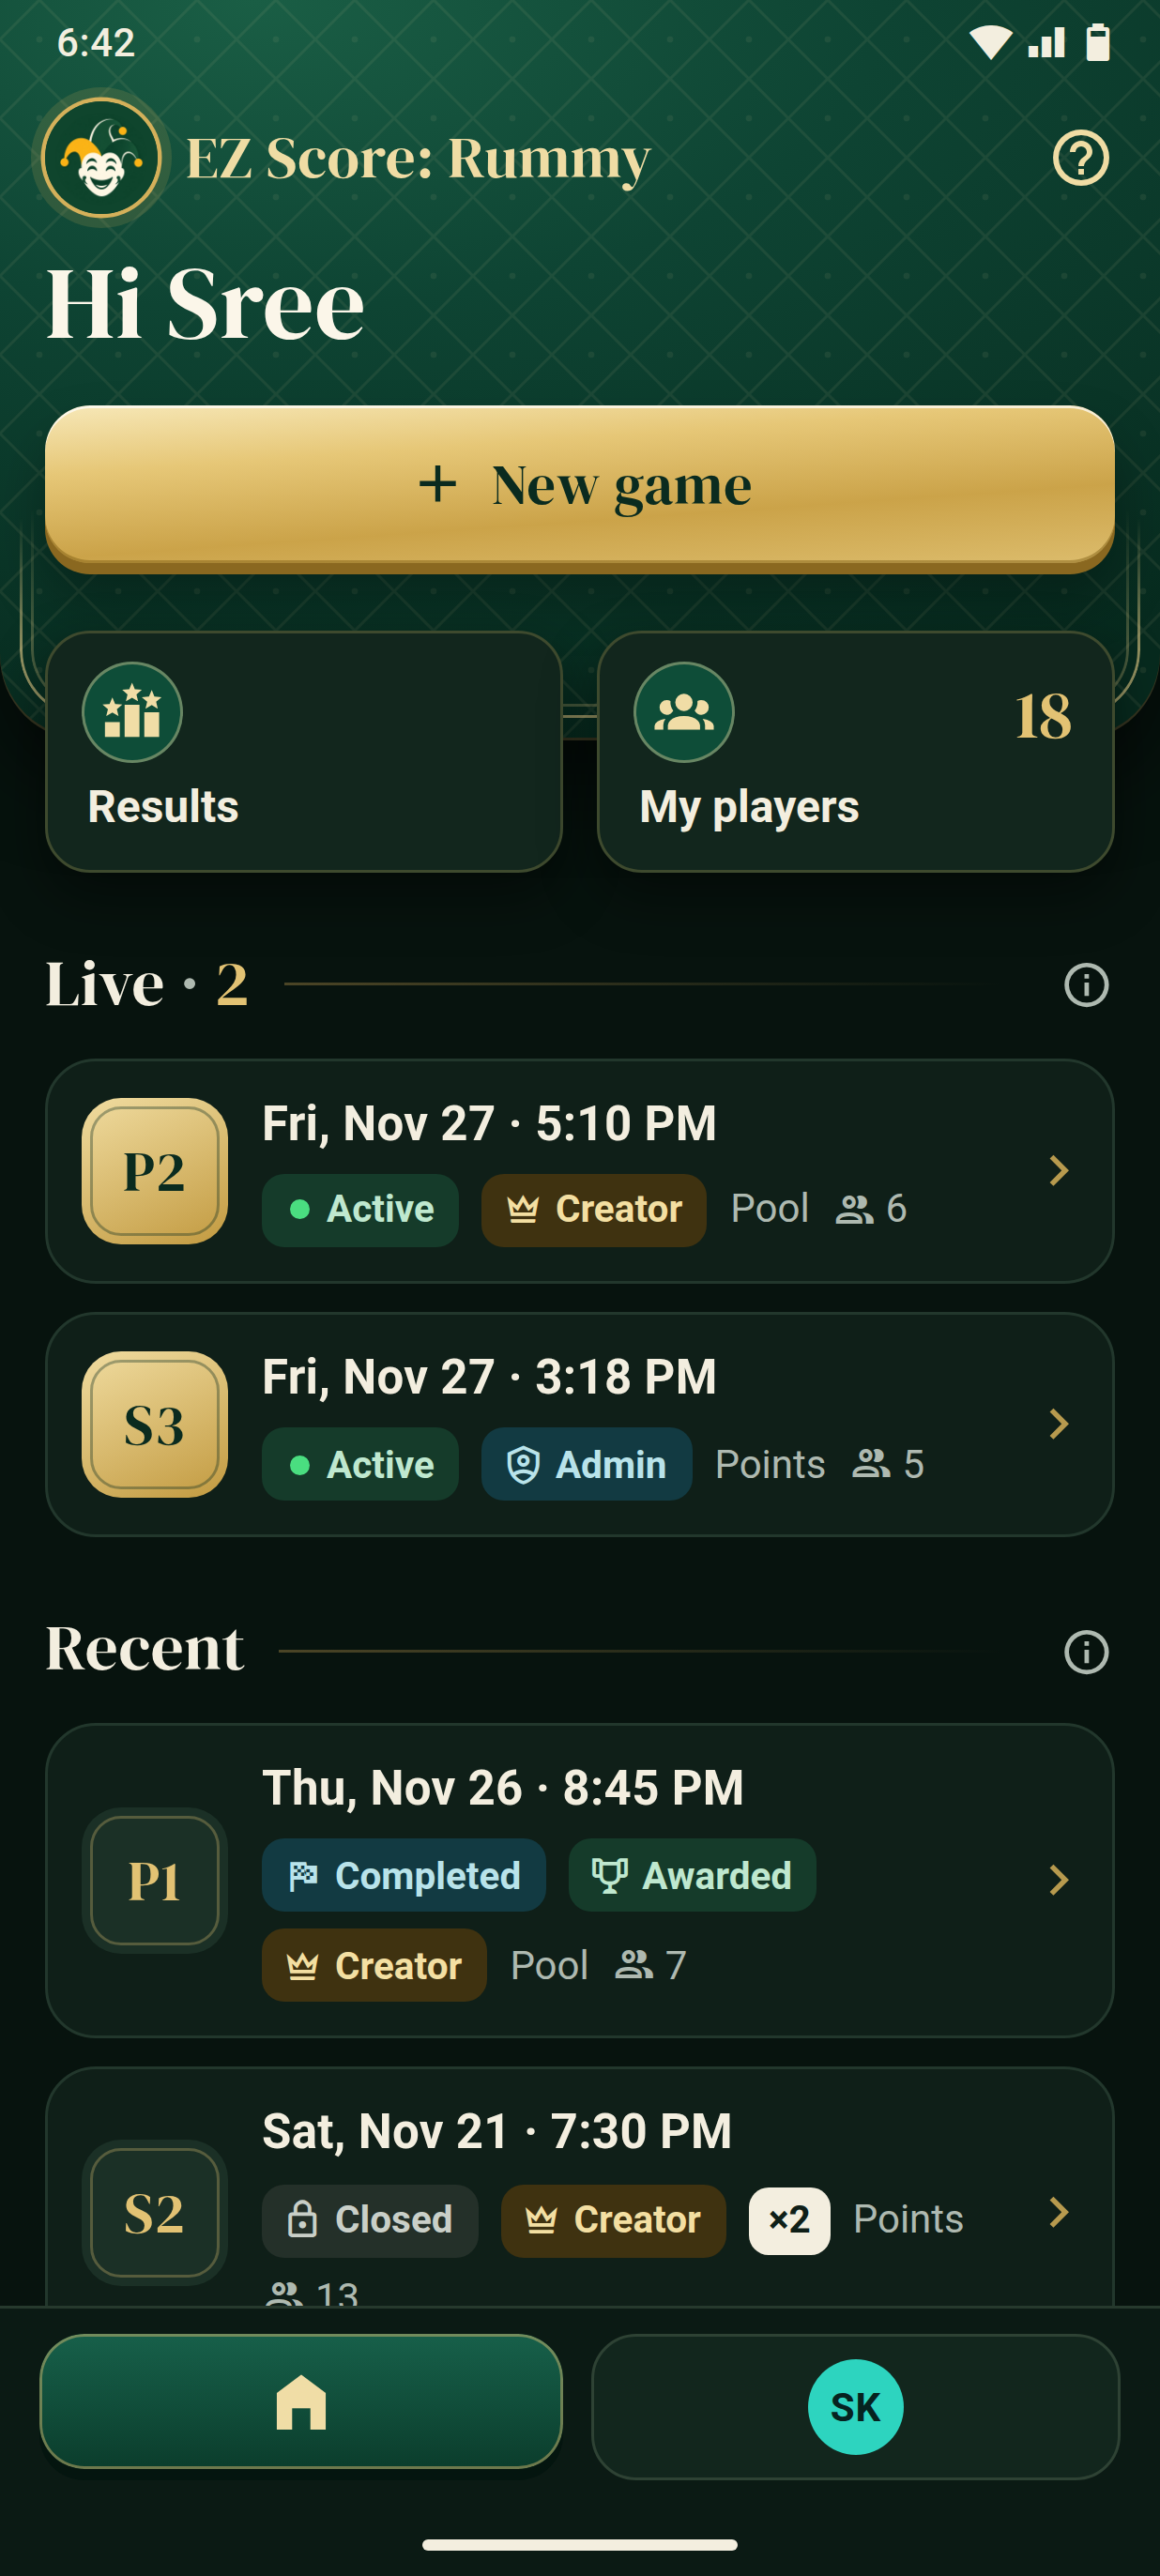 6:42
EZ Score: Rummy
Hi Sree
+ New game
18
Results
My players
Live · 2
P2
Fri, Nov 27 · 5:10 PM
Active Creator Pool 6
S3
Fri, Nov 27 · 3:18 PM
Active Admin Points 5
Recent
P1
Thu, Nov 26 · 8:45 PM
Completed Awarded
Creator Pool 7
S2
Sat, Nov 21 · 7:30 PM
Closed Creator ×2 Points
13
SK